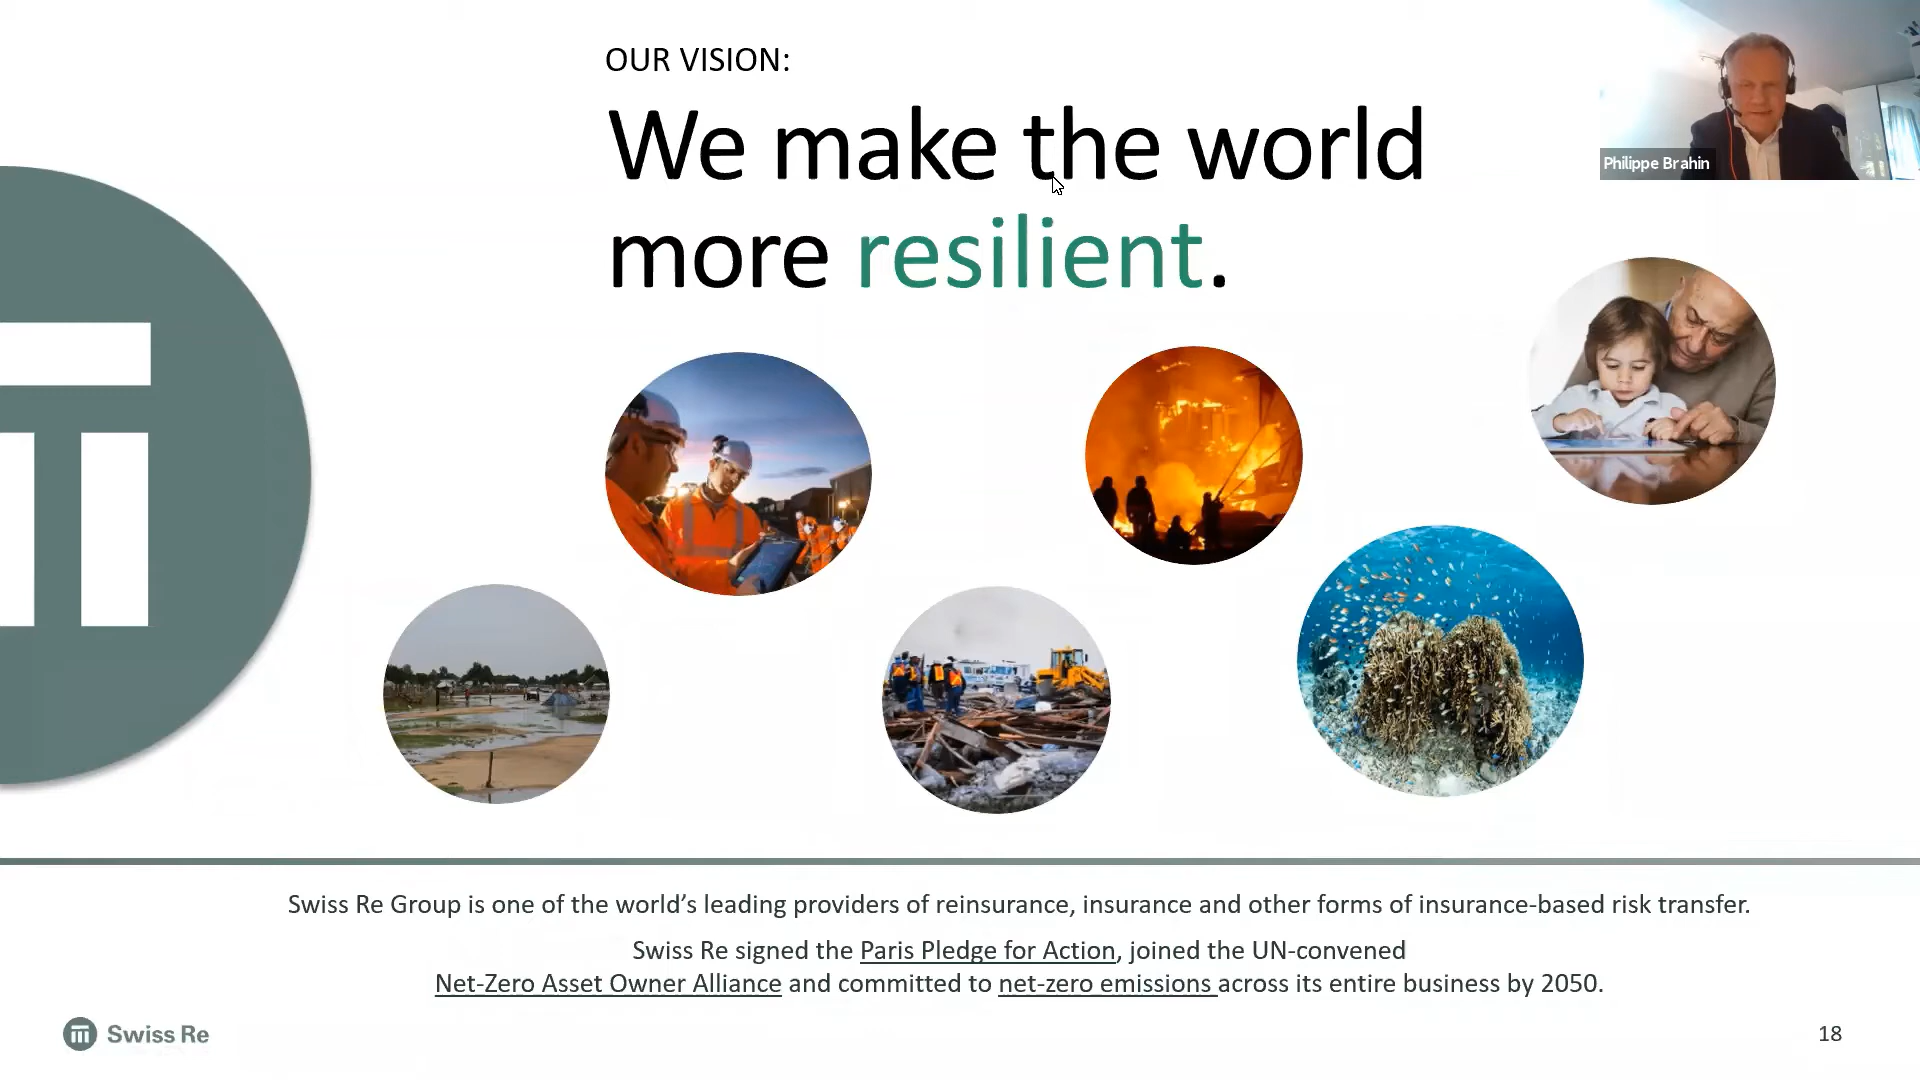 OUR VISION:
We make the world
more resilient.
Philippe Brahin
Swiss Re Group is one of the world’s leading providers of reinsurance, insurance and other forms of insurance-based risk transfer.
Swiss Re signed the Paris Pledge for Action, joined the UN-convened
Net-Zero Asset Owner Alliance and committed to net-zero emissions across its entire business by 2050.
Swiss Re
18